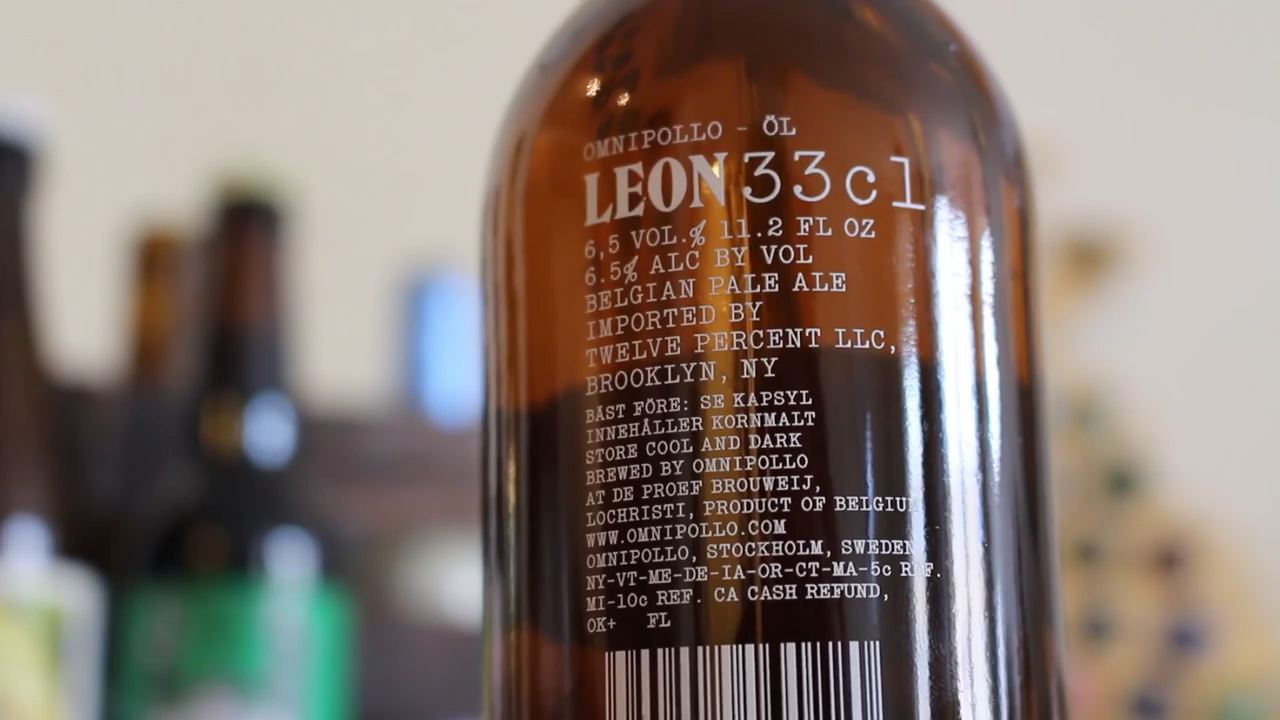 OMNIPOLLO - ÖL
LEON 33cl
6,5 VOL.% 11.2 FL OZ
6.5% ALC BY VOL
BELGIAN PALE ALE
IMPORTED BY
TWELVE PERCENT LLC,
BROOKLYN, NY
BÄST FÖRE: SE KAPSYL
INNEHÅLLER KORNMALT
STORE COOL AND DARK
BREWED BY OMNIPOLLO
AT DE PROEF BROUWEIJ,
LOCHRISTI, PRODUCT OF BELGIUM
WWW.OMNIPOLLO.COM
OMNIPOLLO, STOCKHOLM, SWEDEN
NY-VT-ME-DE-IA-OR-CT-MA-5c REF.
MI-10c REF. CA CASH REFUND,
OK+ FL